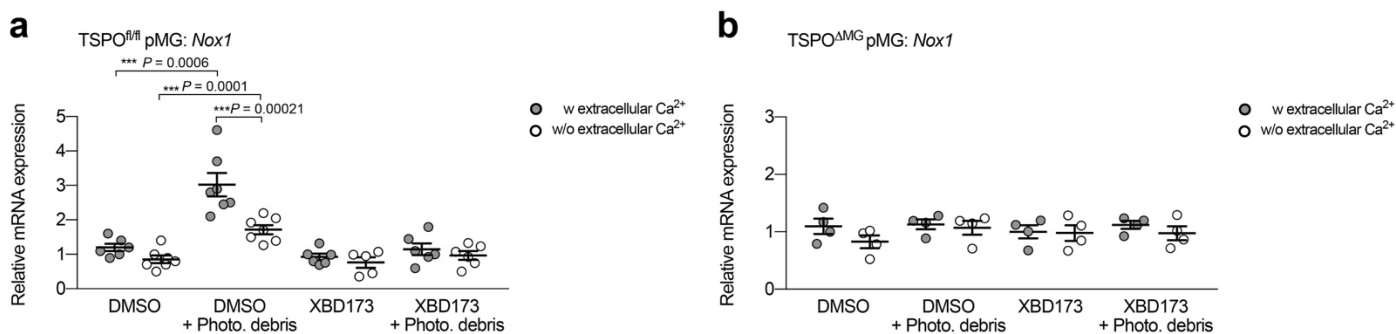 a
TSPOfl/fl pMG: Nox1
*** P = 0.0006
*** P = 0.0001
***P = 0.00021
w extracellular Ca2+
w/o extracellular Ca2+
Relative mRNA expression
5
4
3
2
1
0
DMSO
DMSO
+ Photo. debris
XBD173
XBD173
+ Photo. debris
b
TSPOΔMG pMG: Nox1
w extracellular Ca2+
w/o extracellular Ca2+
Relative mRNA expression
3
2
1
0
DMSO
DMSO
+ Photo. debris
XBD173
XBD173
+ Photo. debris